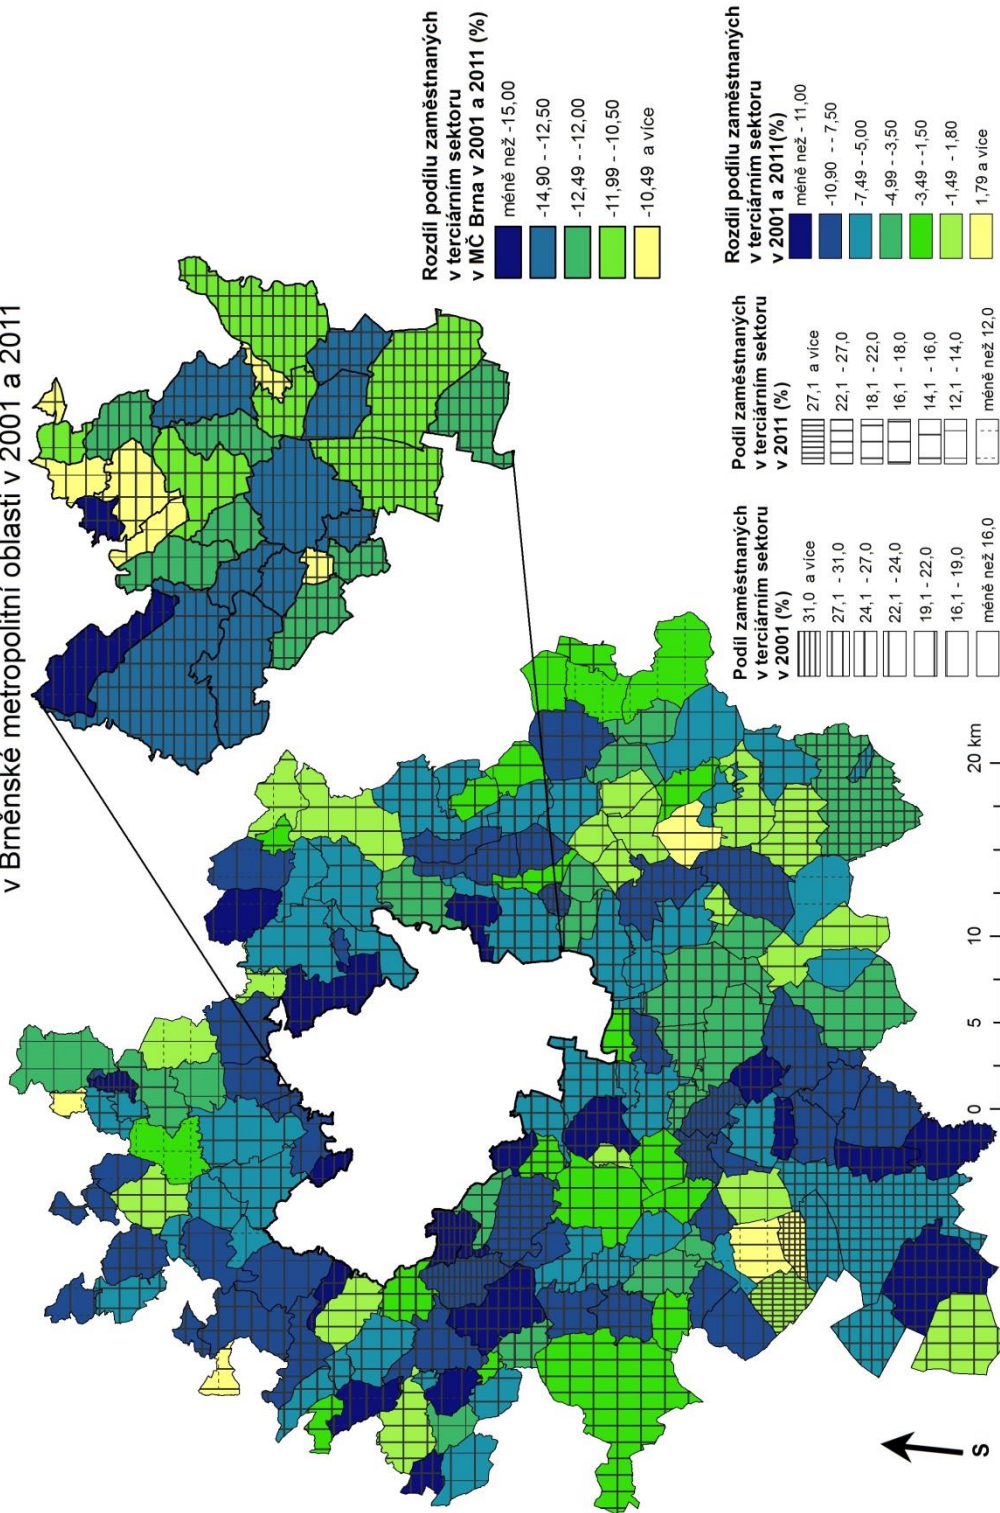 v Brněnské metropolitní oblasti v 2001 a 2011
Rozdíl podílu zaměstnaných
v terciárním sektoru
v MČ Brna v 2001 a 2011 (%)
méně než -15,00
-14,90 - -12,50
-12,49 - -12,00
-11,99 - -10,50
-10,49 a více
Podíl zaměstnaných
v terciárním sektoru
v 2001 (%)
31,0 a více
27,1 - 31,0
24,1 - 27,0
22,1 - 24,0
19,1 - 22,0
16,1 - 19,0
méně než 16,0
Podíl zaměstnaných
v terciárním sektoru
v 2011 (%)
27,1 a více
22,1 - 27,0
18,1 - 22,0
16,1 - 18,0
14,1 - 16,0
12,1 - 14,0
méně než 12,0
Rozdíl podílu zaměstnaných
v terciárním sektoru
v 2001 a 2011(%)
méně než - 11,00
-10,90 - - 7,50
-7,49 - -5,00
-4,99 - -3,50
-3,49 - -1,50
-1,49 - 1,80
1,79 a více
S
0 5 10 20 km